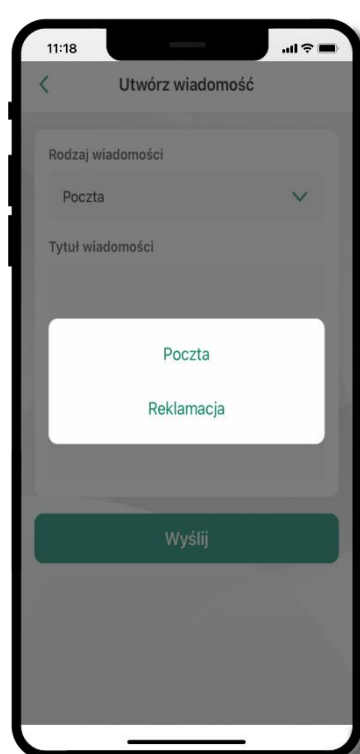 11:18
Utwórz wiadomość
Rodzaj wiadomości
Poczta
Tytuł wiadomości
Poczta
Reklamacja
Wyślij